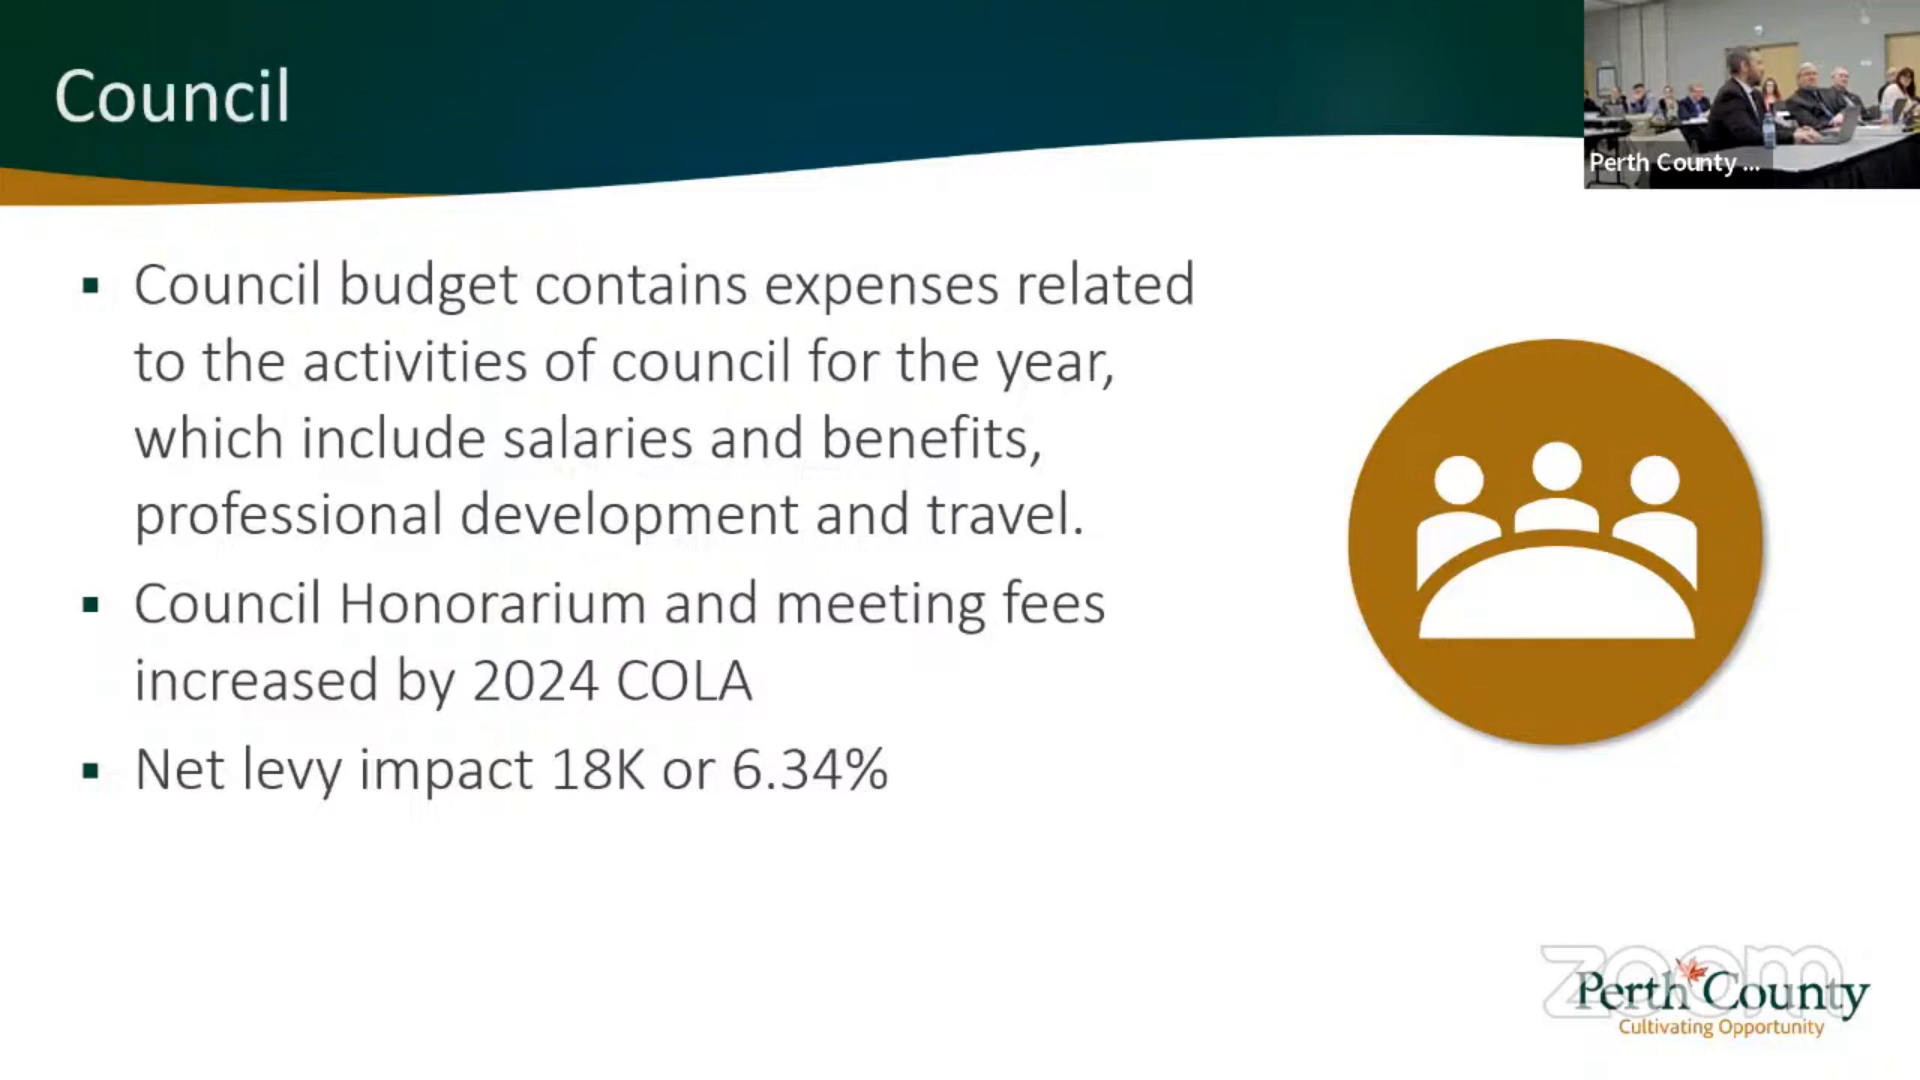 Council
Perth County ...
▪ Council budget contains expenses related
to the activities of council for the year,
which include salaries and benefits,
professional development and travel.
▪ Council Honorarium and meeting fees
increased by 2024 COLA
▪ Net levy impact 18K or 6.34%
zoom
Perth County
Cultivating Opportunity